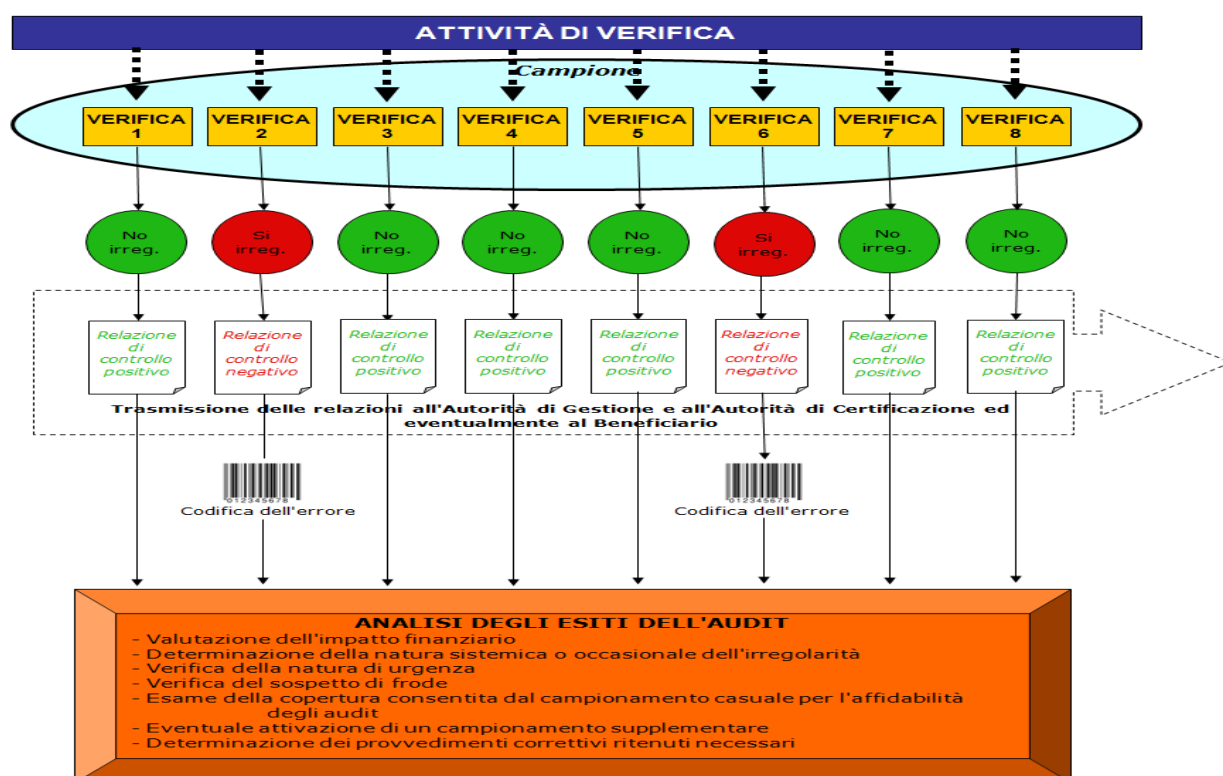 ATTIVITÀ DI VERIFICA
Campione
VERIFICA
1
VERIFICA
2
VERIFICA
3
VERIFICA
4
VERIFICA
5
VERIFICA
6
VERIFICA
7
VERIFICA
8
No
irreg.
Si
irreg.
No
irreg.
No
irreg.
No
irreg.
Si
irreg.
No
irreg.
No
irreg.
Relazione
di
controllo
positivo
Relazione
di
controllo
negativo
Relazione
di
controllo
positivo
Relazione
di
controllo
positivo
Relazione
di
controllo
positivo
Relazione
di
controllo
negativo
Relazione
di
controllo
positivo
Relazione
di
controllo
positivo
Trasmissione delle relazioni all'Autorità di Gestione e all'Autorità di Certificazione ed
eventualmente al Beneficiario
012345678
Codifica dell'errore
012345678
Codifica dell'errore
ANALISI DEGLI ESITI DELL'AUDIT
- Valutazione dell'impatto finanziario
- Determinazione della natura sistemica o occasionale dell'irregolarità
- Verifica della natura di urgenza
- Verifica del sospetto di frode
- Esame della copertura consentita dal campionamento casuale per l'affidabilità
degli audit
- Eventuale attivazione di un campionamento supplementare
- Determinazione dei provvedimenti correttivi ritenuti necessari